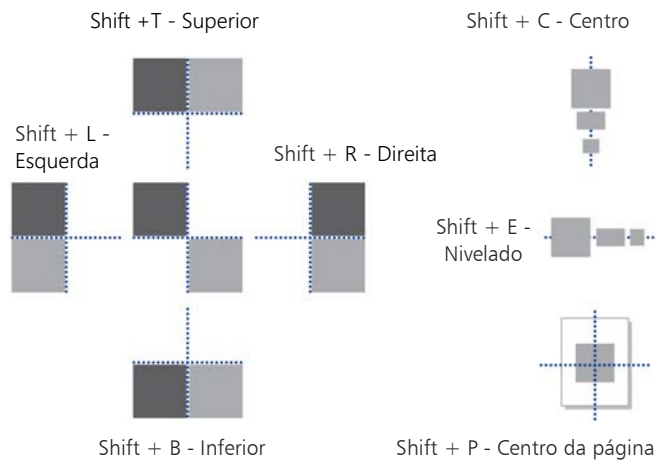 Shift +T - Superior
Shift + C - Centro
Shift + L -
Esquerda
Shift + R - Direita
Shift + E -
Nivelado
Shift + B - Inferior
Shift + P - Centro da página